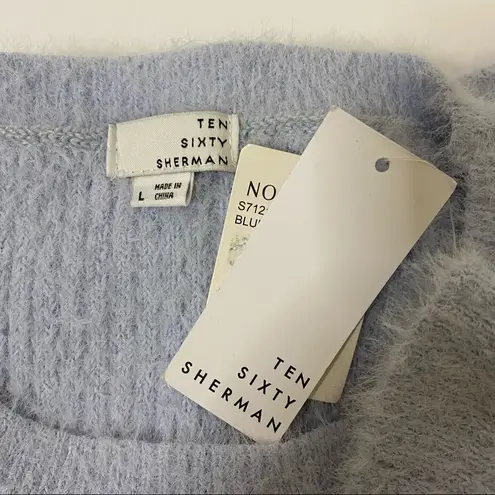 TEN
SIXTY
SHERMAN
L
MADE IN
CHINA
NO
S712
BLU
TEN
SIXTY
SHERMAN